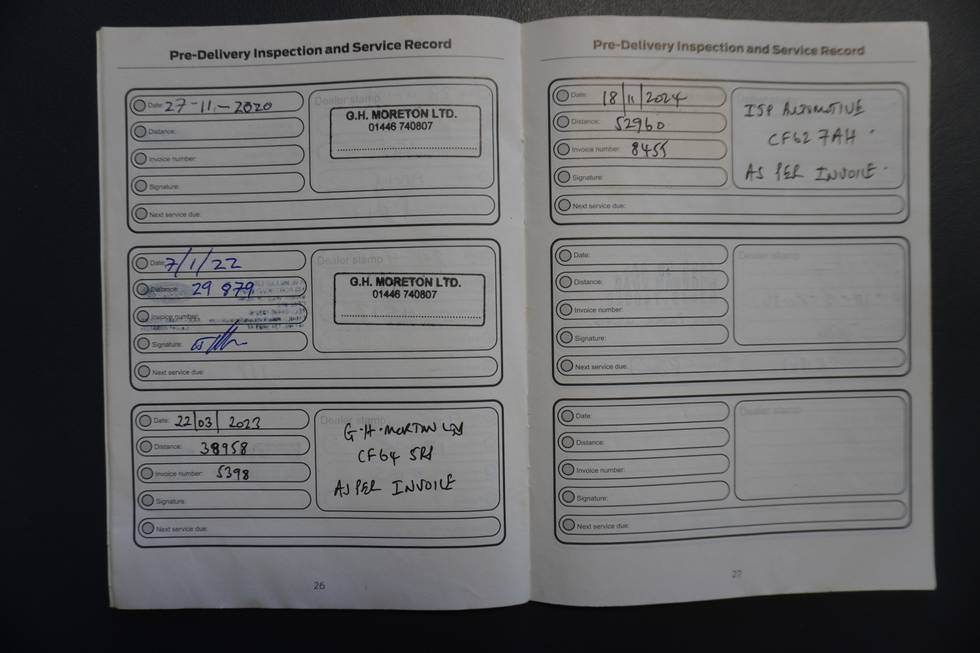 Pre-Delivery Inspection and Service Record
Date: 27-11-2020
Distance:
Invoice number:
Signature:
Next service due:
Dealer stamp
G.H. MORETON LTD.
01446 740807
Date: 7/1/22
Distance: 29 879
Invoice number:
Signature:
Next service due:
Dealer stamp
G.H. MORETON LTD.
01446 740807
Date: 22/03/2023
Distance: 38958
Invoice number: 5398
Signature:
Next service due:
Dealer stamp
G.H. MORTON
CF64
AS PER INVOICE
26
Pre-Delivery Inspection and Service Record
Date: 18/11/2024
Distance: 52960
Invoice number: 8455
Signature:
Next service due:
ISP AUTOMOTIVE
CF62 7AH
AS PER INVOICE
Date:
Distance:
Invoice number:
Signature:
Next service due:
Dealer stamp
Date:
Distance:
Invoice number:
Signature:
Next service due:
Dealer stamp
27